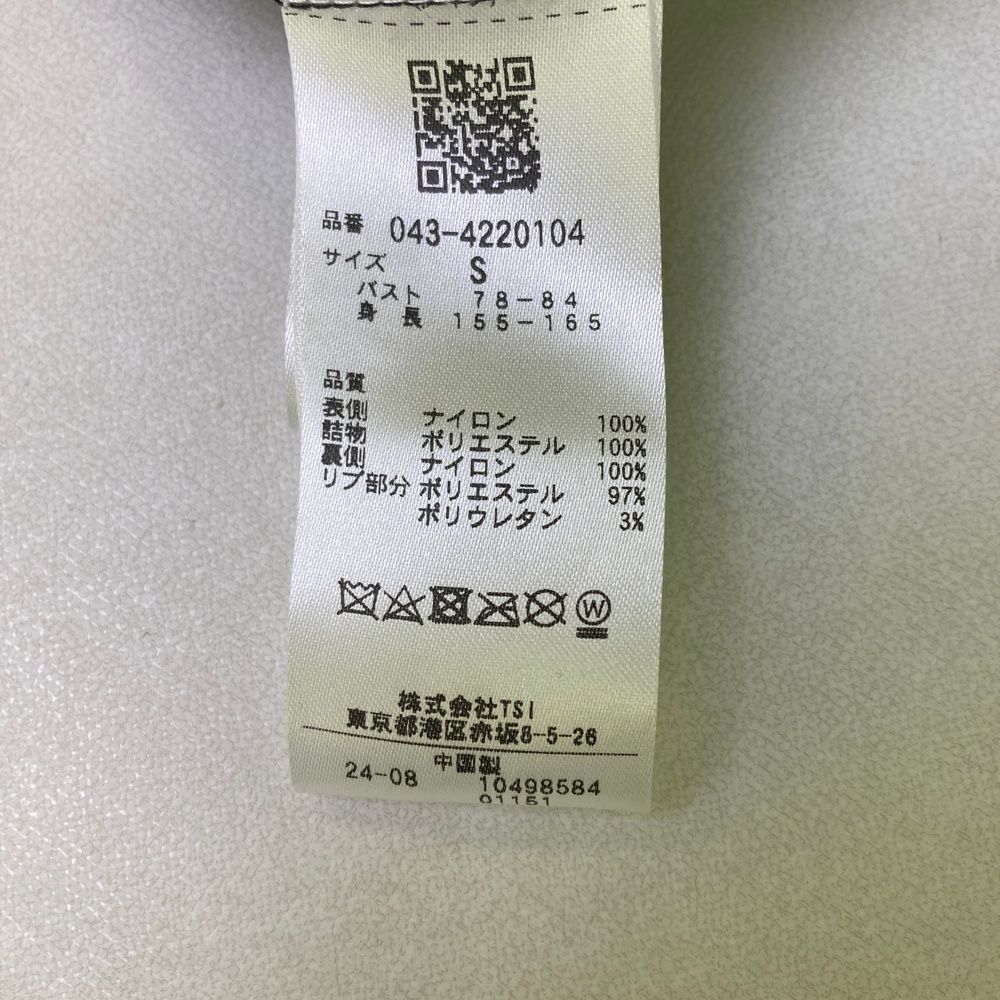 品番 043-4220104
サイズ S
バスト 78-84
身長 155-165
品質
表側 ナイロン 100%
詰物 ポリエステル 100%
裏側 ナイロン 100%
リブ部分 ポリエステル 97%
ポリウレタン 3%
W
株式会社TSI
東京都港区赤坂8-5-26
中国製
24-08 10498584
91151